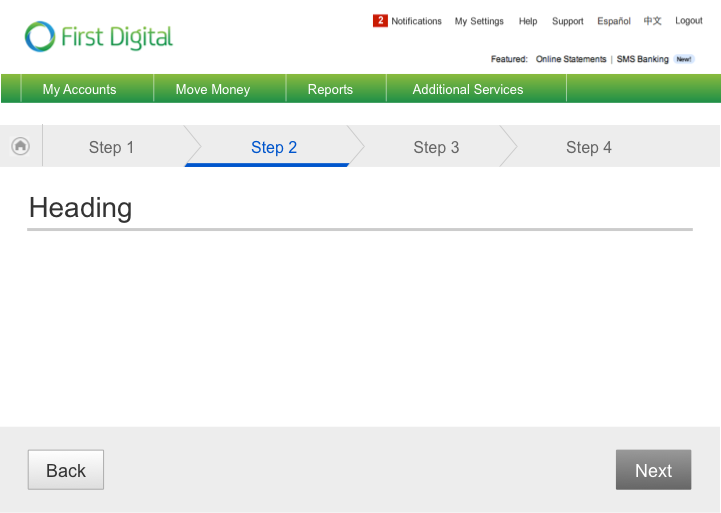 First Digital
2 Notifications My Settings Help Support Español 中文 Logout
Featured: Online Statements | SMS Banking New!
My Accounts Move Money Reports Additional Services
Step 1 Step 2 Step 3 Step 4
Heading
Back Next